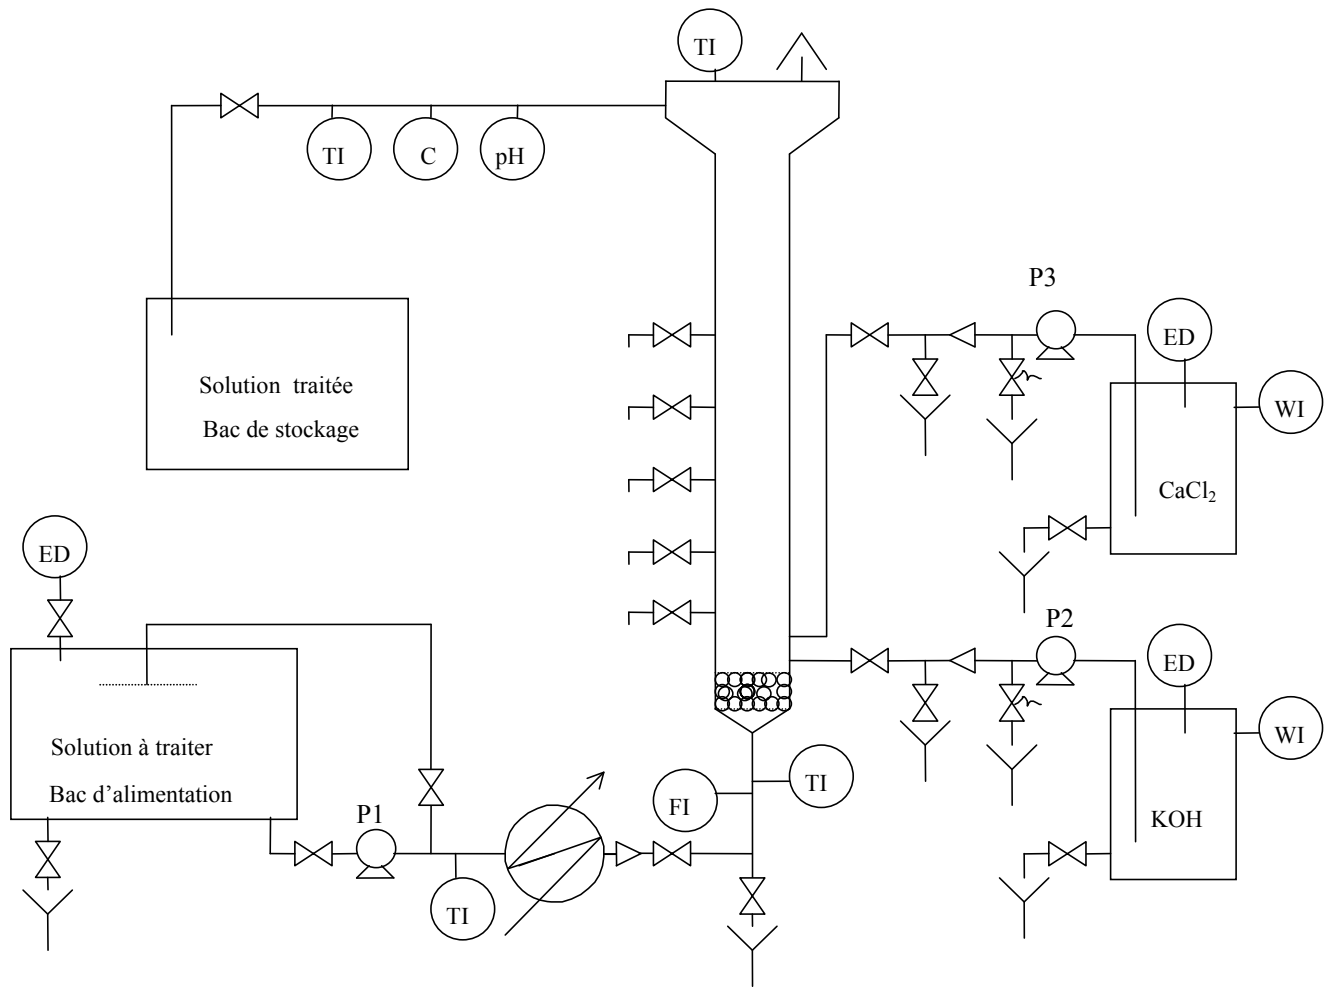 TI
TI
C
pH
P3
ED
WI
Solution traitée
Bac de stockage
CaCl₂
ED
P2
ED
WI
Solution à traiter
Bac d'alimentation
P1
FI
TI
KOH
TI